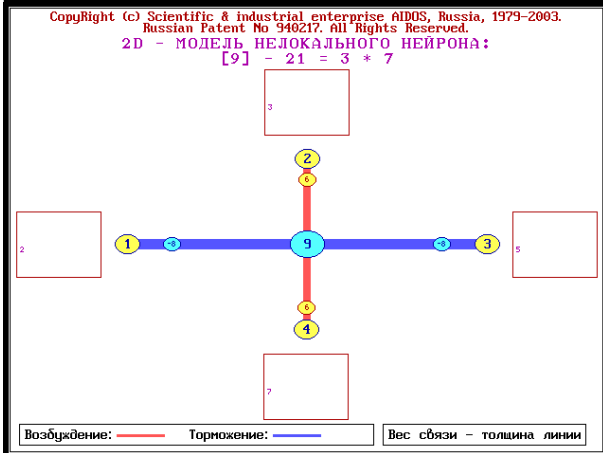 CopyRight (c) Scientific & industrial enterprise AIDOS, Russia, 1979-2003.
Russian Patent No 940217. All Rights Reserved.
2D - МОДЕЛЬ НЕЛОКАЛЬНОГО НЕЙРОНА:
[9] - 21 = 3 * 7
3
2
6
2
1
-8
9
-8
3
5
6
4
7
Возбуждение:
Торможение:
Вес связи - толщина линии